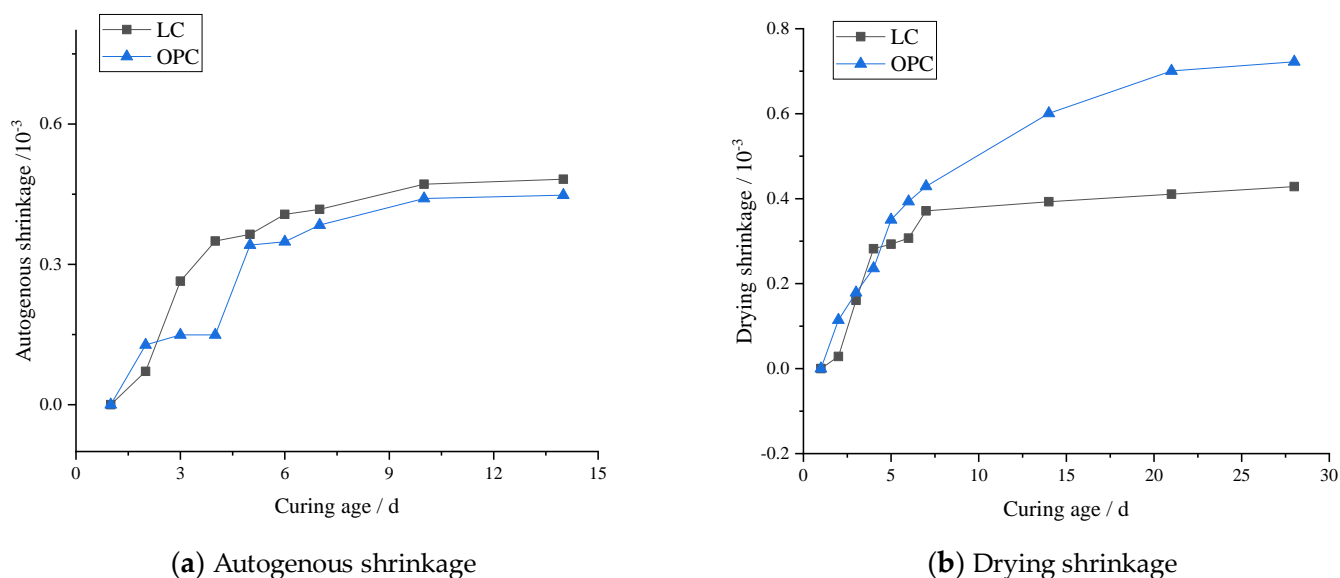 LC
OPC
0.6
0.3
0.0
Autogenous shrinkage /10⁻³
0 3 6 9 12 15
Curing age / d
(a) Autogenous shrinkage
LC
OPC
0.8
0.6
0.4
0.2
0.0
-0.2
Drying shrinkage / 10⁻³
0 5 10 15 20 25 30
Curing age / d
(b) Drying shrinkage